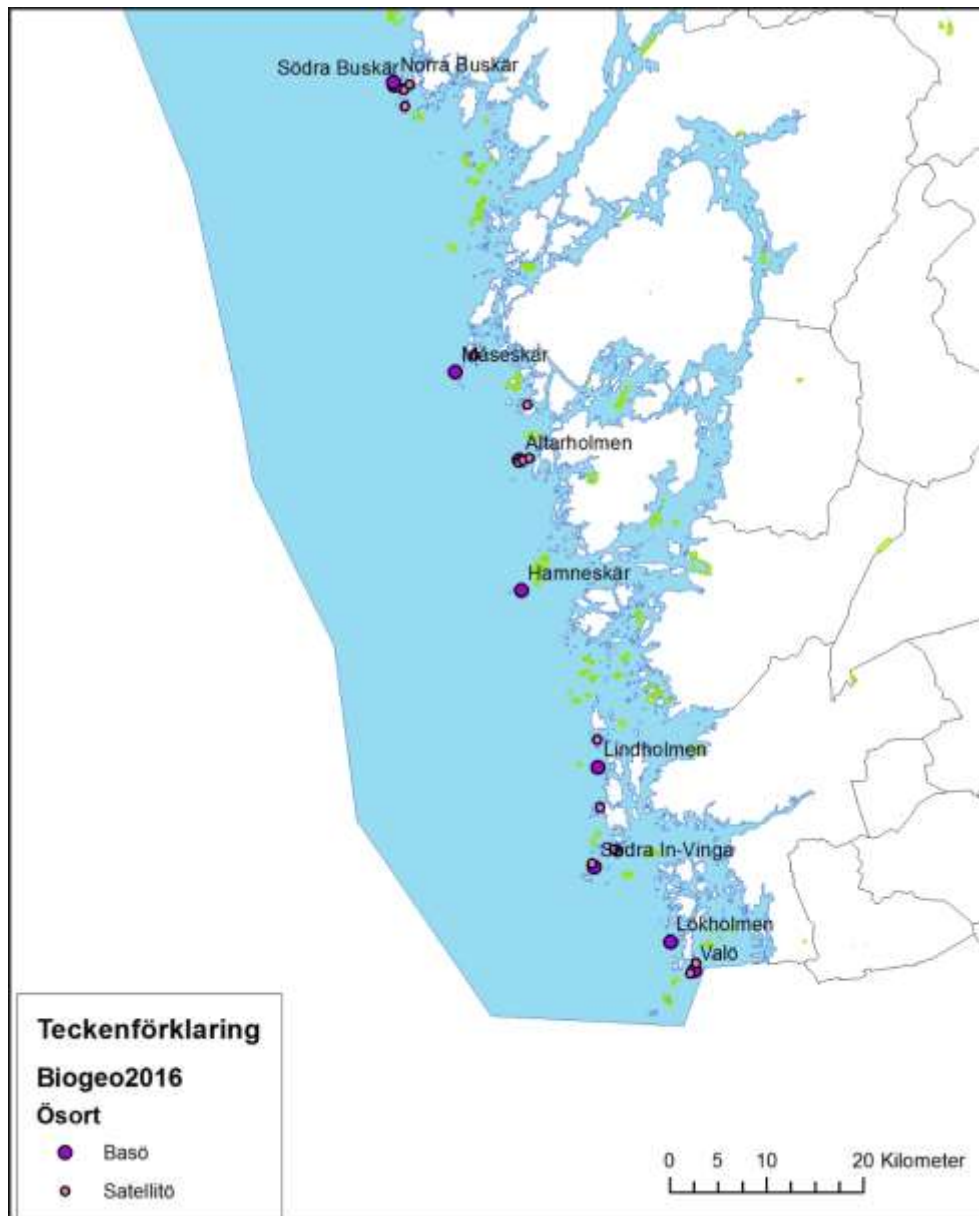 Södra Buskär Norra Buskär
Måseskär
Altarholmen
Hamneskär
Lindholmen
Södra In-Vinga
Lökholmen
Valö
Teckenförklaring
Biogeo2016
Ösort
Basö
Satellitö
0 5 10 20 Kilometer